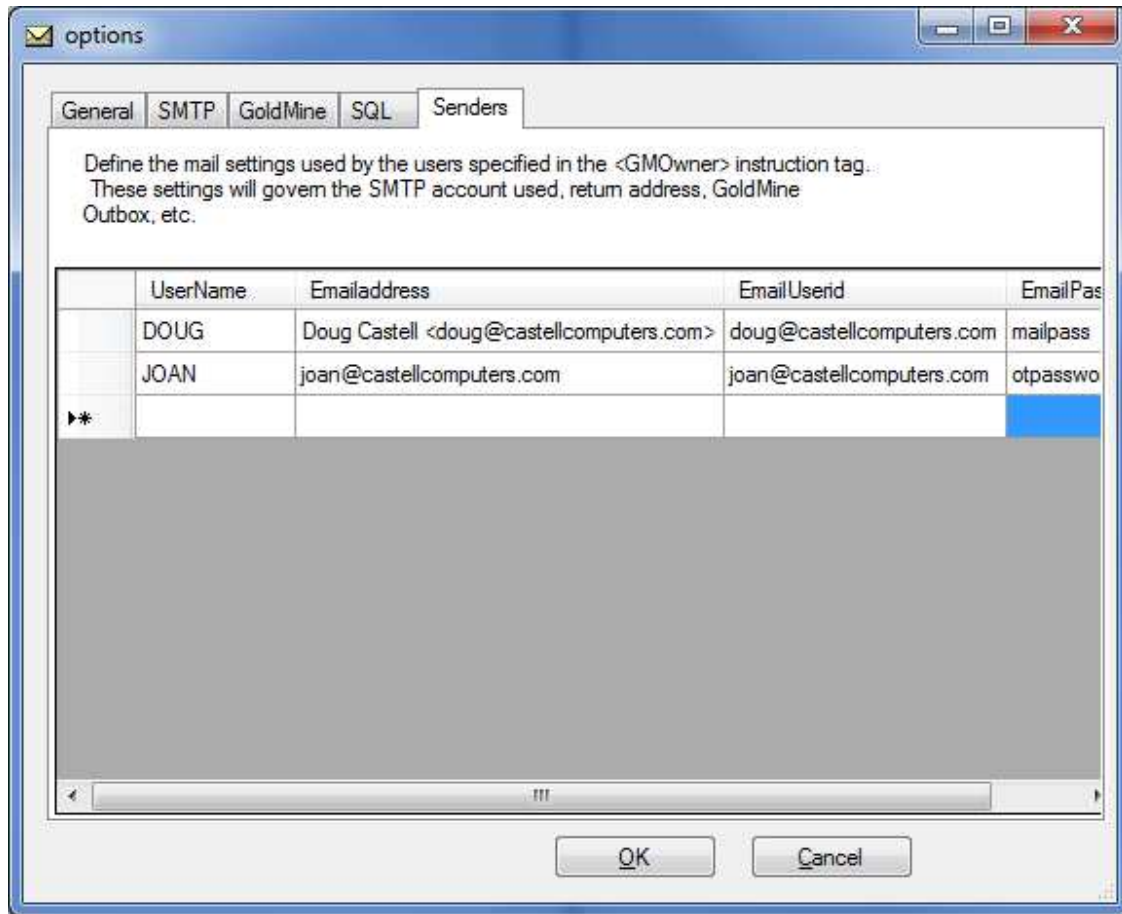 options
General SMTP GoldMine SQL Senders
Define the mail settings used by the users specified in the <GMOwner> instruction tag.
These settings will govern the SMTP account used, return address, GoldMine
Outbox, etc.
UserName Emailaddress EmailUserid EmailPas
DOUG Doug Castell <doug@castellcomputers.com> doug@castellcomputers.com mailpass
JOAN joan@castellcomputers.com joan@castellcomputers.com otpasswo
OK Cancel